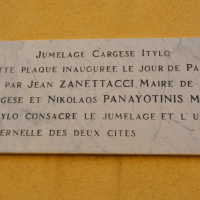 Jumelage Cargese Itylo
tte plaque inauguree le jour de Pa
par Jean ZANETTACCI Maire de
gese et Nikolaos PANAYOTINIS M
ylo consacre le jumelage et l'u
ernelle des deux cites